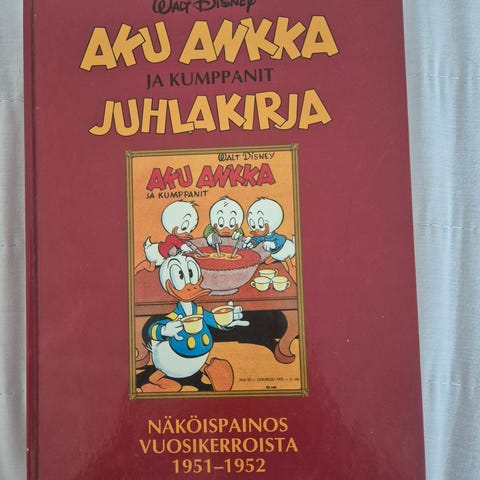 WALT DISNEY
AKU ANKKA
JA KUMPPANIT
JUHLAKIRJA
WALT DISNEY
AKU ANKKA
JA KUMPPANIT
NÄKÖISPAINOS
VUOSIKERROISTA
1951–1952